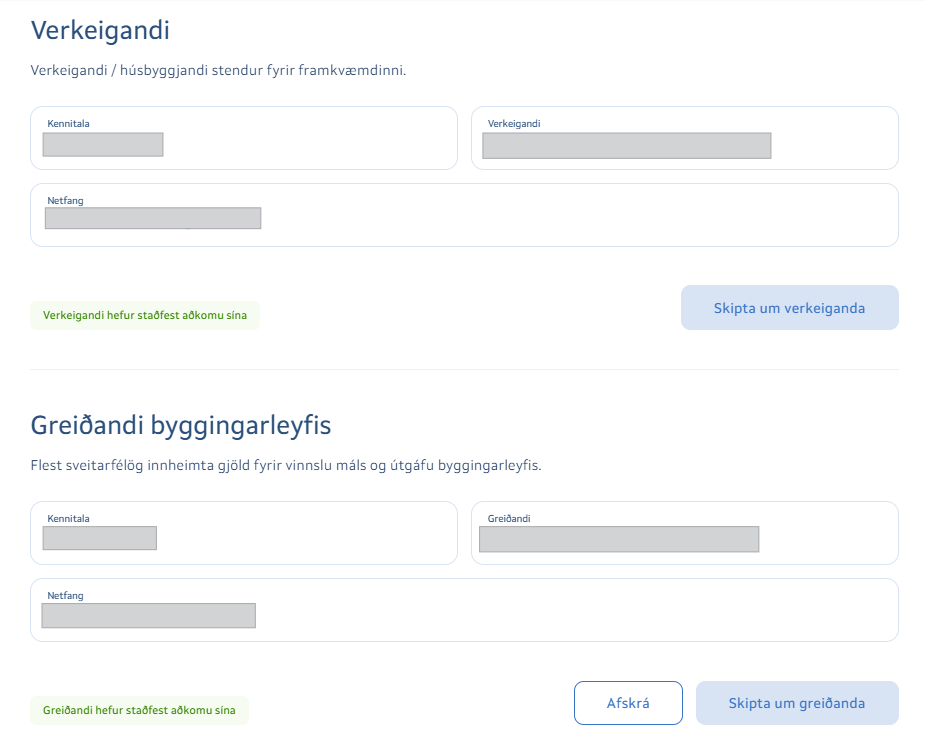 Verkeigandi
Verkeigandi / húsbyggjandi stendur fyrir framkvæmdinni.
Kennitala
Verkeigandi
Netfang
Verkeigandi hefur staðfest aðkomu sína
Skipta um verkeiganda
Greiðandi byggingarleyfis
Flest sveitarfélög innheimta gjöld fyrir vinnslu máls og útgáfu byggingarleyfis.
Kennitala
Greiðandi
Netfang
Greiðandi hefur staðfest aðkomu sína
Afskrá
Skipta um greiðanda